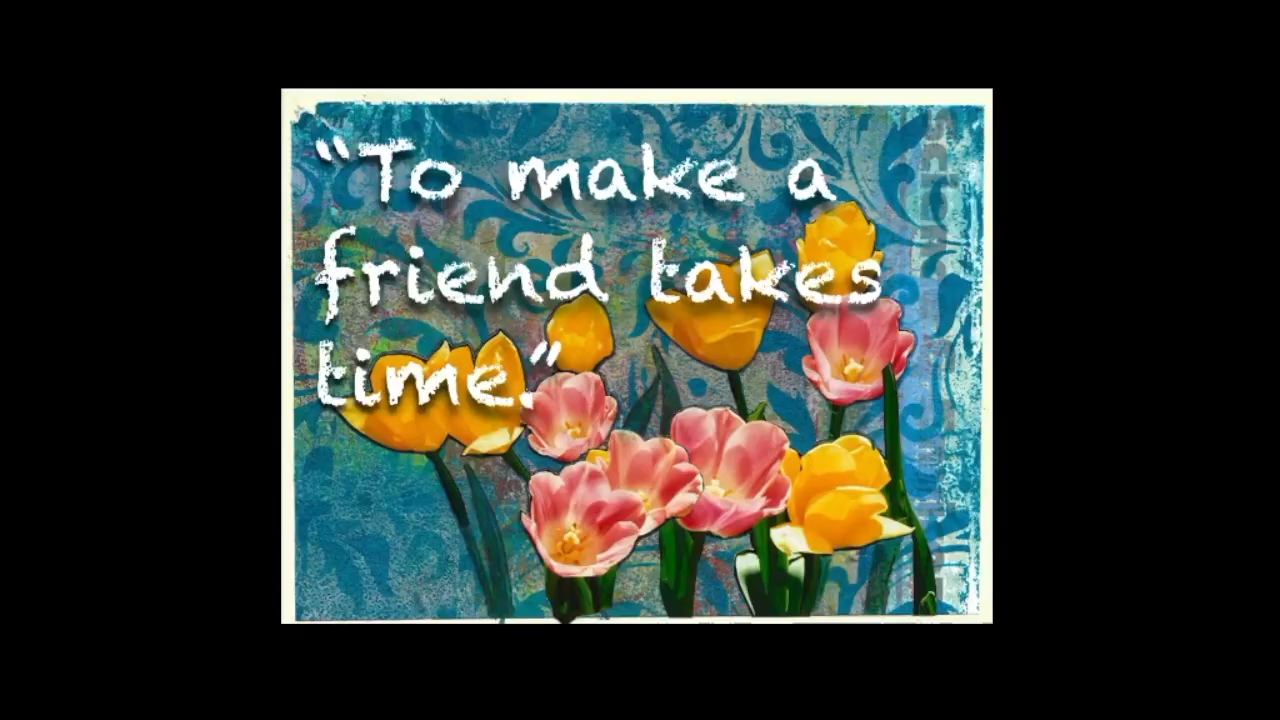 “To make a
friend takes
time.”